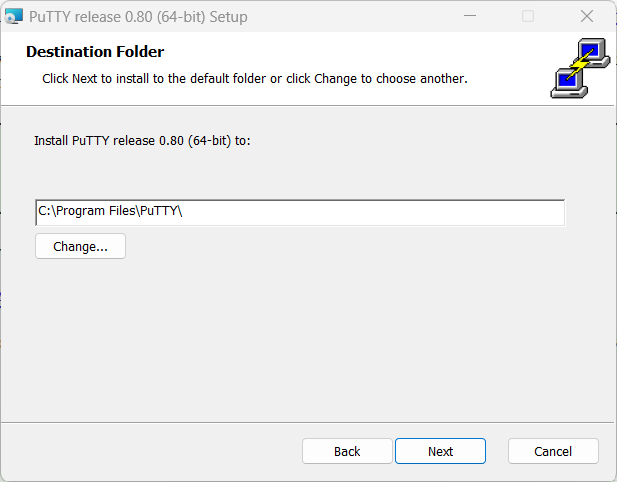 PuTTY release 0.80 (64-bit) Setup
Destination Folder
Click Next to install to the default folder or click Change to choose another.
Install PuTTY release 0.80 (64-bit) to:
C:\Program Files\PuTTY\
Change...
Back
Next
Cancel